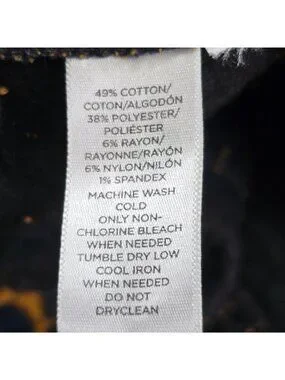 49% COTTON/
COTON/ALGODÓN
38% POLYESTER/
POLIÉSTER
6% RAYON/
RAYONNE/RAYÓN
6% NYLON/NILÓN
1% SPANDEX
MACHINE WASH
COLD
ONLY NON-
CHLORINE BLEACH
WHEN NEEDED
TUMBLE DRY LOW
COOL IRON
WHEN NEEDED
DO NOT
DRYCLEAN